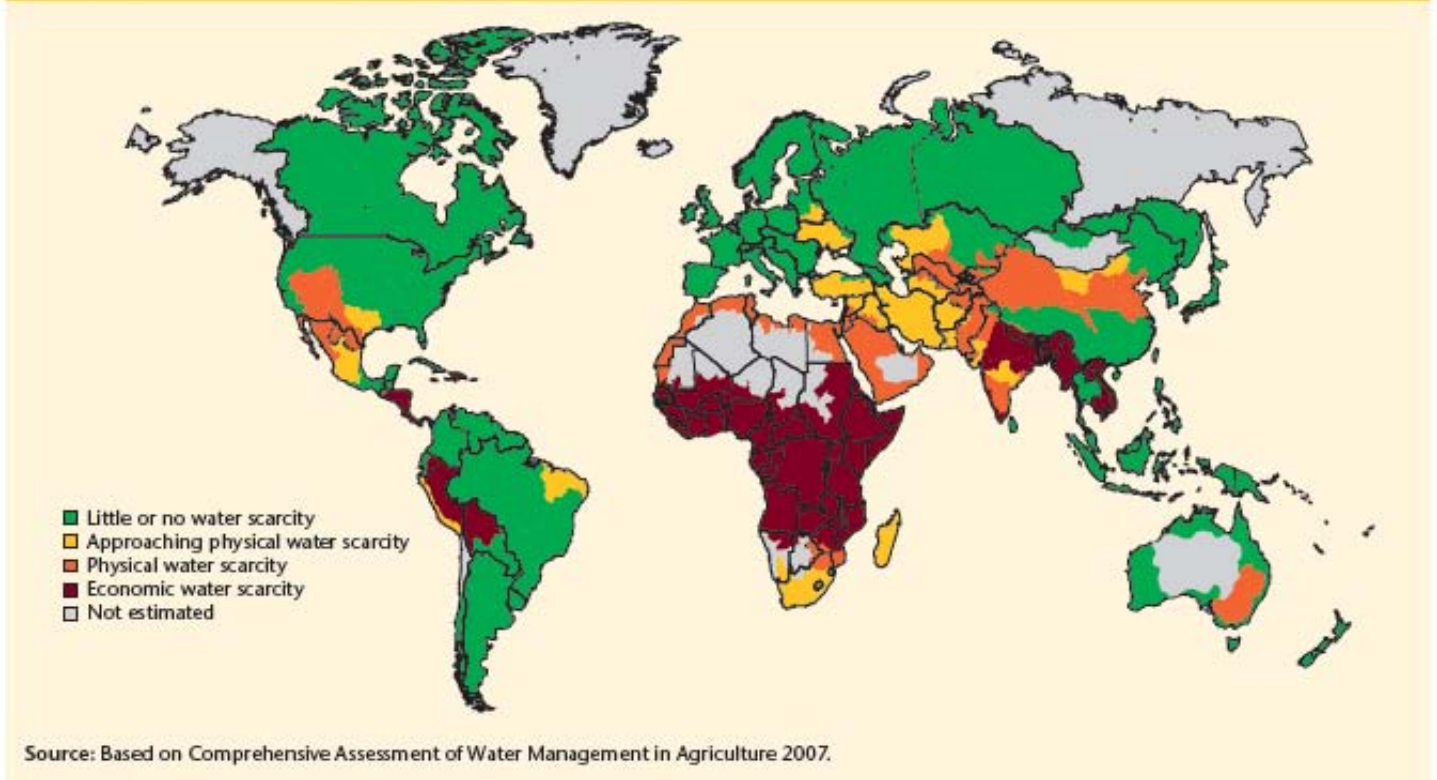 Little or no water scarcity
Approaching physical water scarcity
Physical water scarcity
Economic water scarcity
Not estimated
Source: Based on Comprehensive Assessment of Water Management in Agriculture 2007.